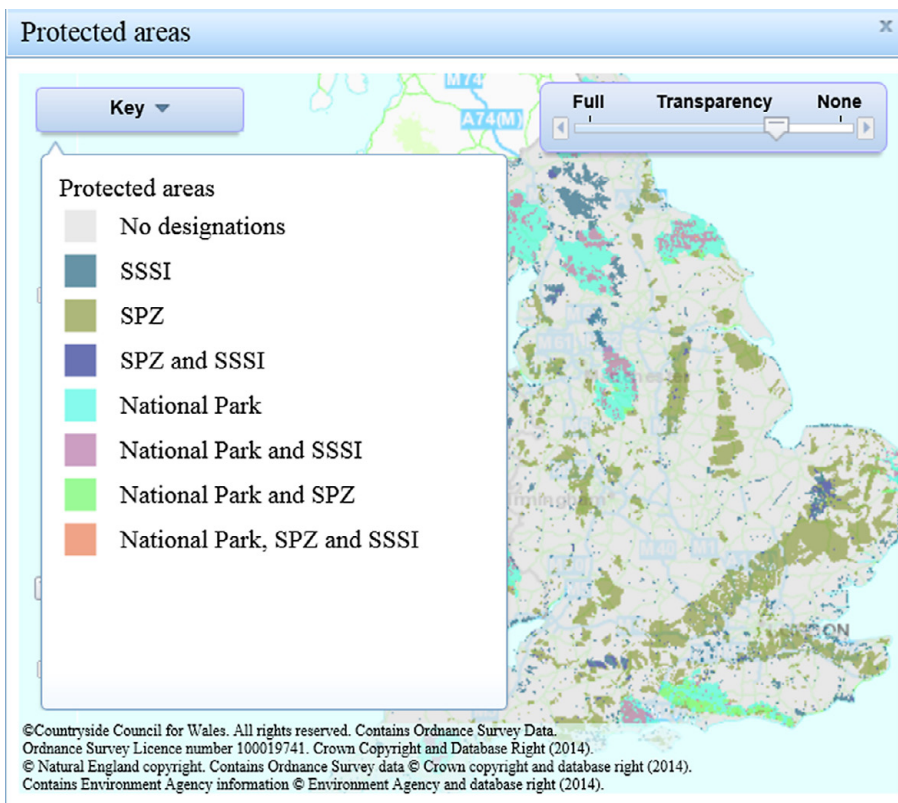 Protected areas
x
M74
Key
Full Transparency None
A74(M)
Protected areas
No designations
SSSI
SPZ
SPZ and SSSI
National Park
National Park and SSSI
National Park and SPZ
National Park, SPZ and SSSI
M61
M40
M1
©Countryside Council for Wales. All rights reserved. Contains Ordnance Survey Data.
Ordnance Survey Licence number 100019741. Crown Copyright and Database Right (2014).
© Natural England copyright. Contains Ordnance Survey data © Crown copyright and database right (2014).
Contains Environment Agency information © Environment Agency and database right (2014).